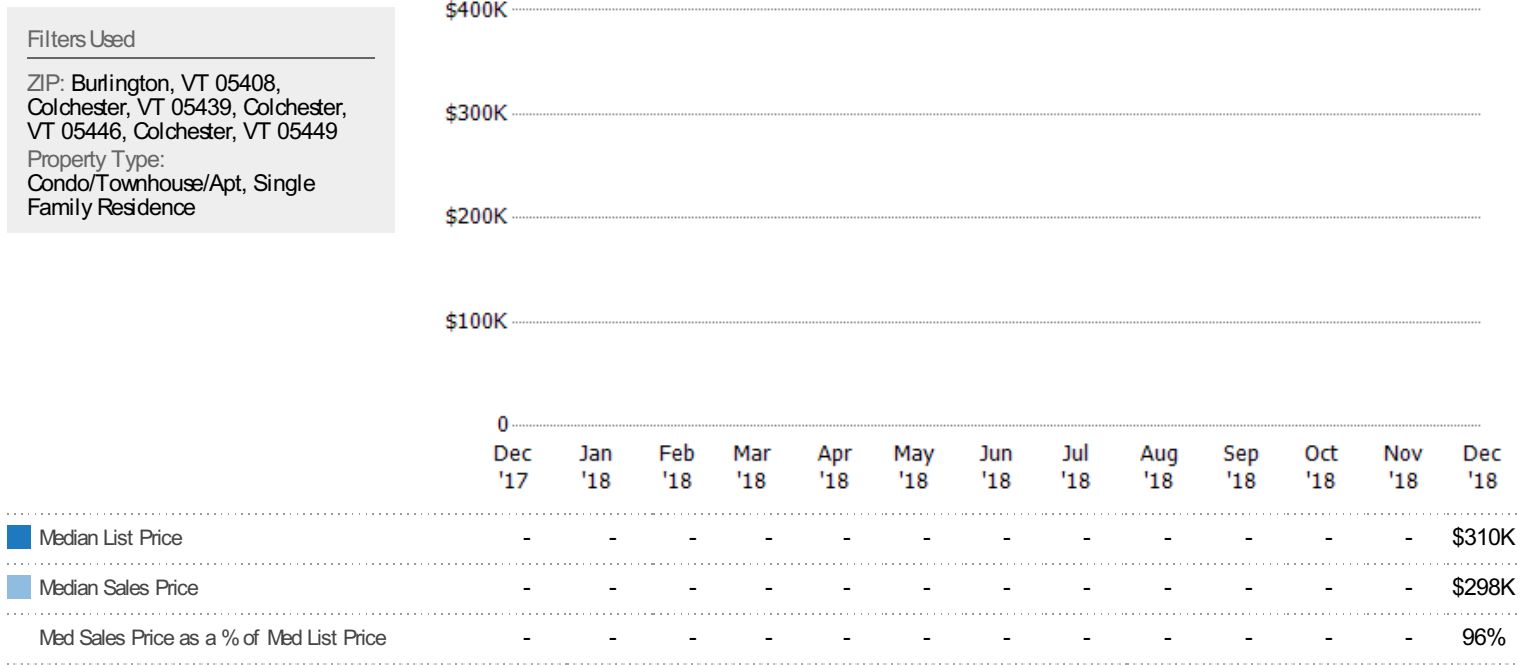 Filters Used
ZIP: Burlington, VT 05408,
Colchester, VT 05439, Colchester,
VT 05446, Colchester, VT 05449
Property Type:
Condo/Townhouse/Apt, Single
Family Residence
$400K
$300K
$200K
$100K
0
Dec Jan Feb Mar Apr May Jun Jul Aug Sep Oct Nov Dec
'17 '18 '18 '18 '18 '18 '18 '18 '18 '18 '18 '18 '18
Median List Price - - - - - - - - - - - - $310K
Median Sales Price - - - - - - - - - - - - $298K
Med Sales Price as a % of Med List Price - - - - - - - - - - - - 96%